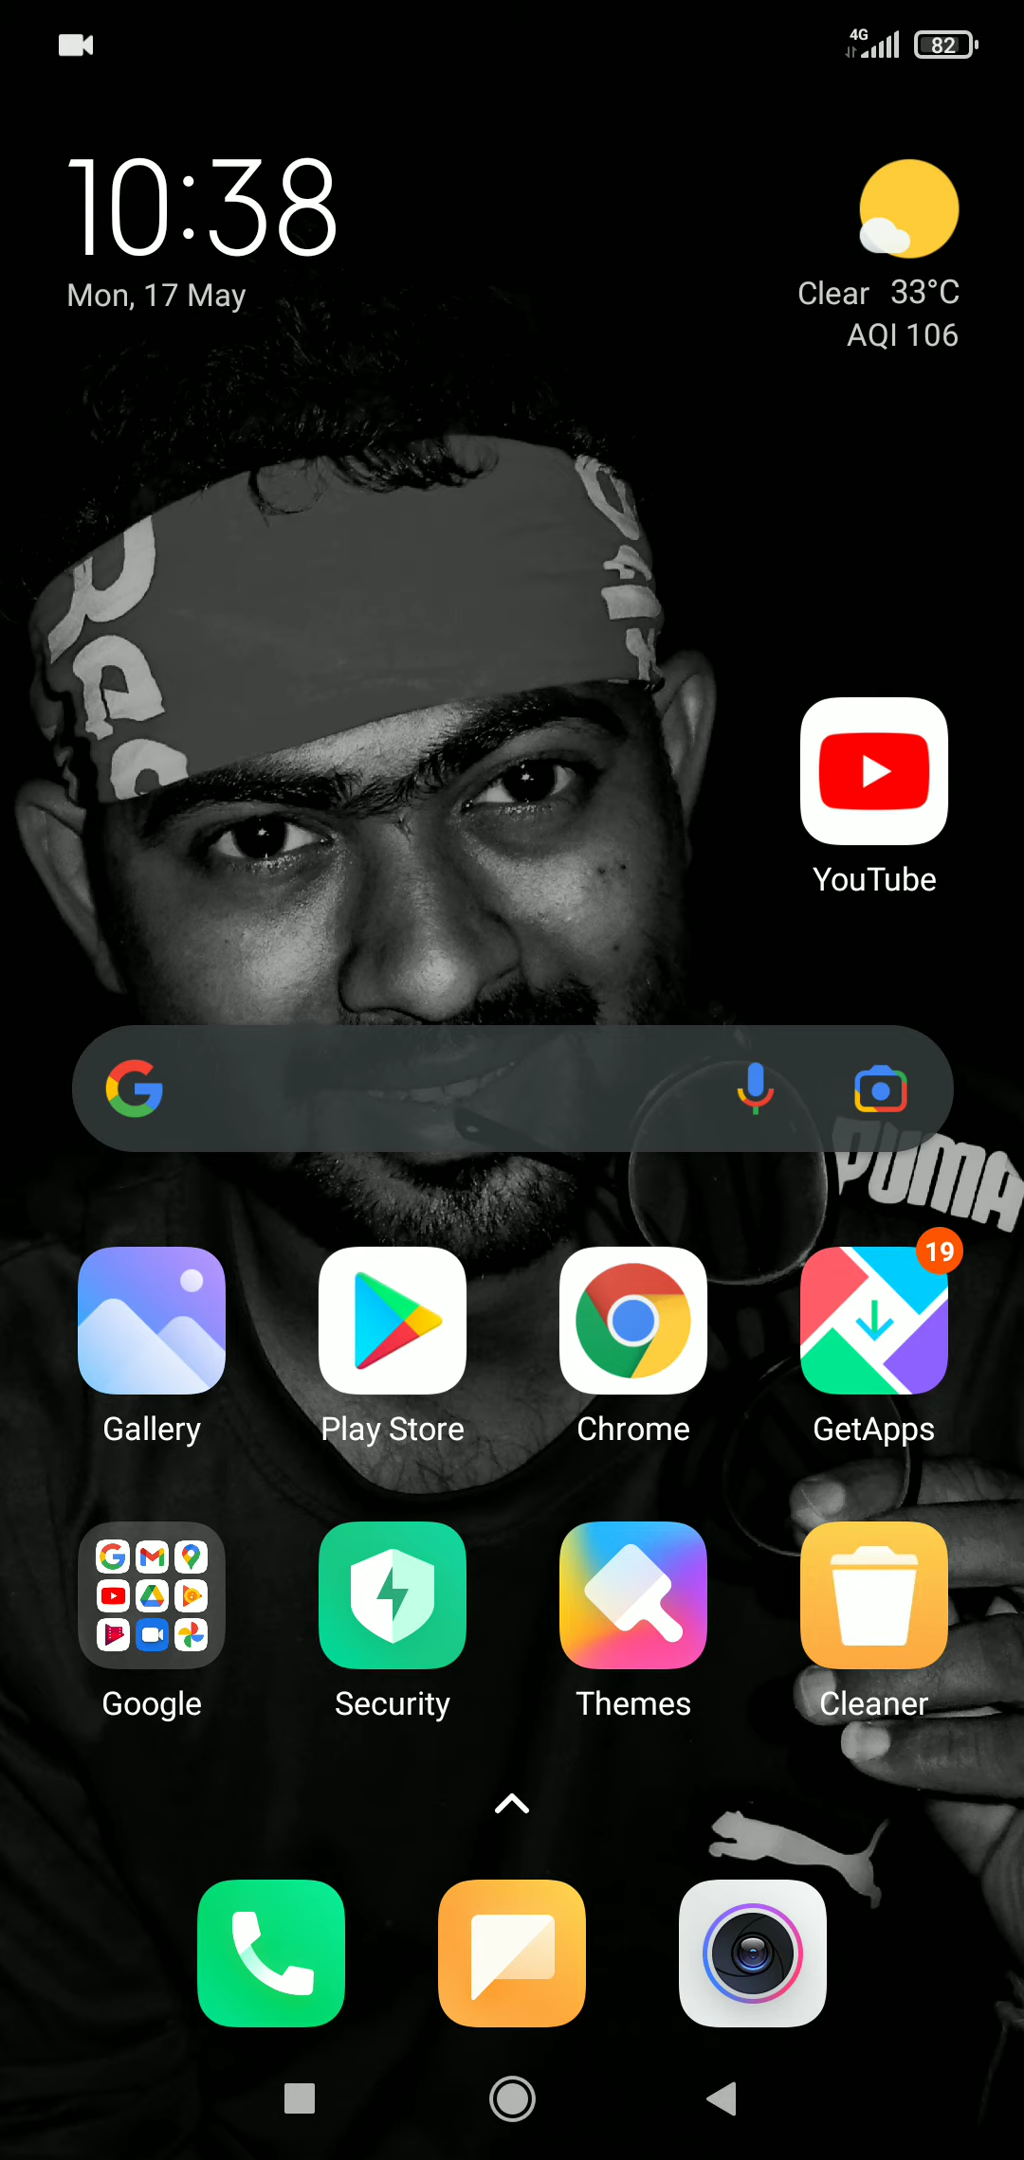 4G
82
10:38
Mon, 17 May
Clear 33°C
AQI 106
YouTube
PUMA
19
Gallery
Play Store
Chrome
GetApps
Google
Security
Themes
Cleaner